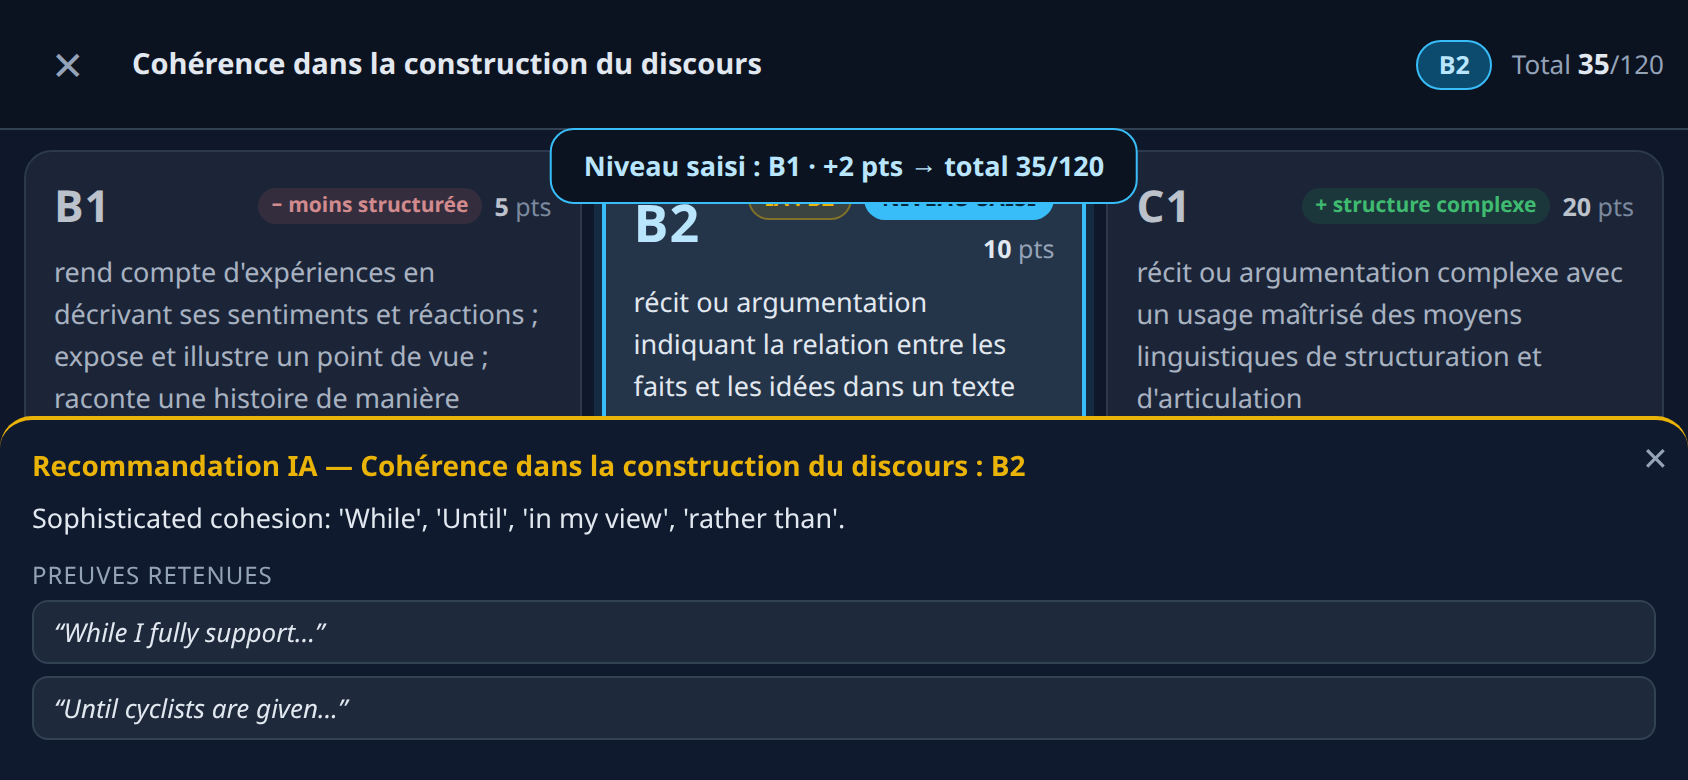 ✕ Cohérence dans la construction du discours B2 Total 35/120
Niveau saisi : B1 · +2 pts → total 35/120
B1 − moins structurée 5 pts
rend compte d'expériences en
décrivant ses sentiments et réactions ;
expose et illustre un point de vue ;
raconte une histoire de manière
B2
10 pts
récit ou argumentation
indiquant la relation entre les
faits et les idées dans un texte
C1 + structure complexe 20 pts
récit ou argumentation complexe avec
un usage maîtrisé des moyens
linguistiques de structuration et
d'articulation
Recommandation IA — Cohérence dans la construction du discours : B2 ✕
Sophisticated cohesion: 'While', 'Until', 'in my view', 'rather than'.
PREUVES RETENUES
“While I fully support…”
“Until cyclists are given…”